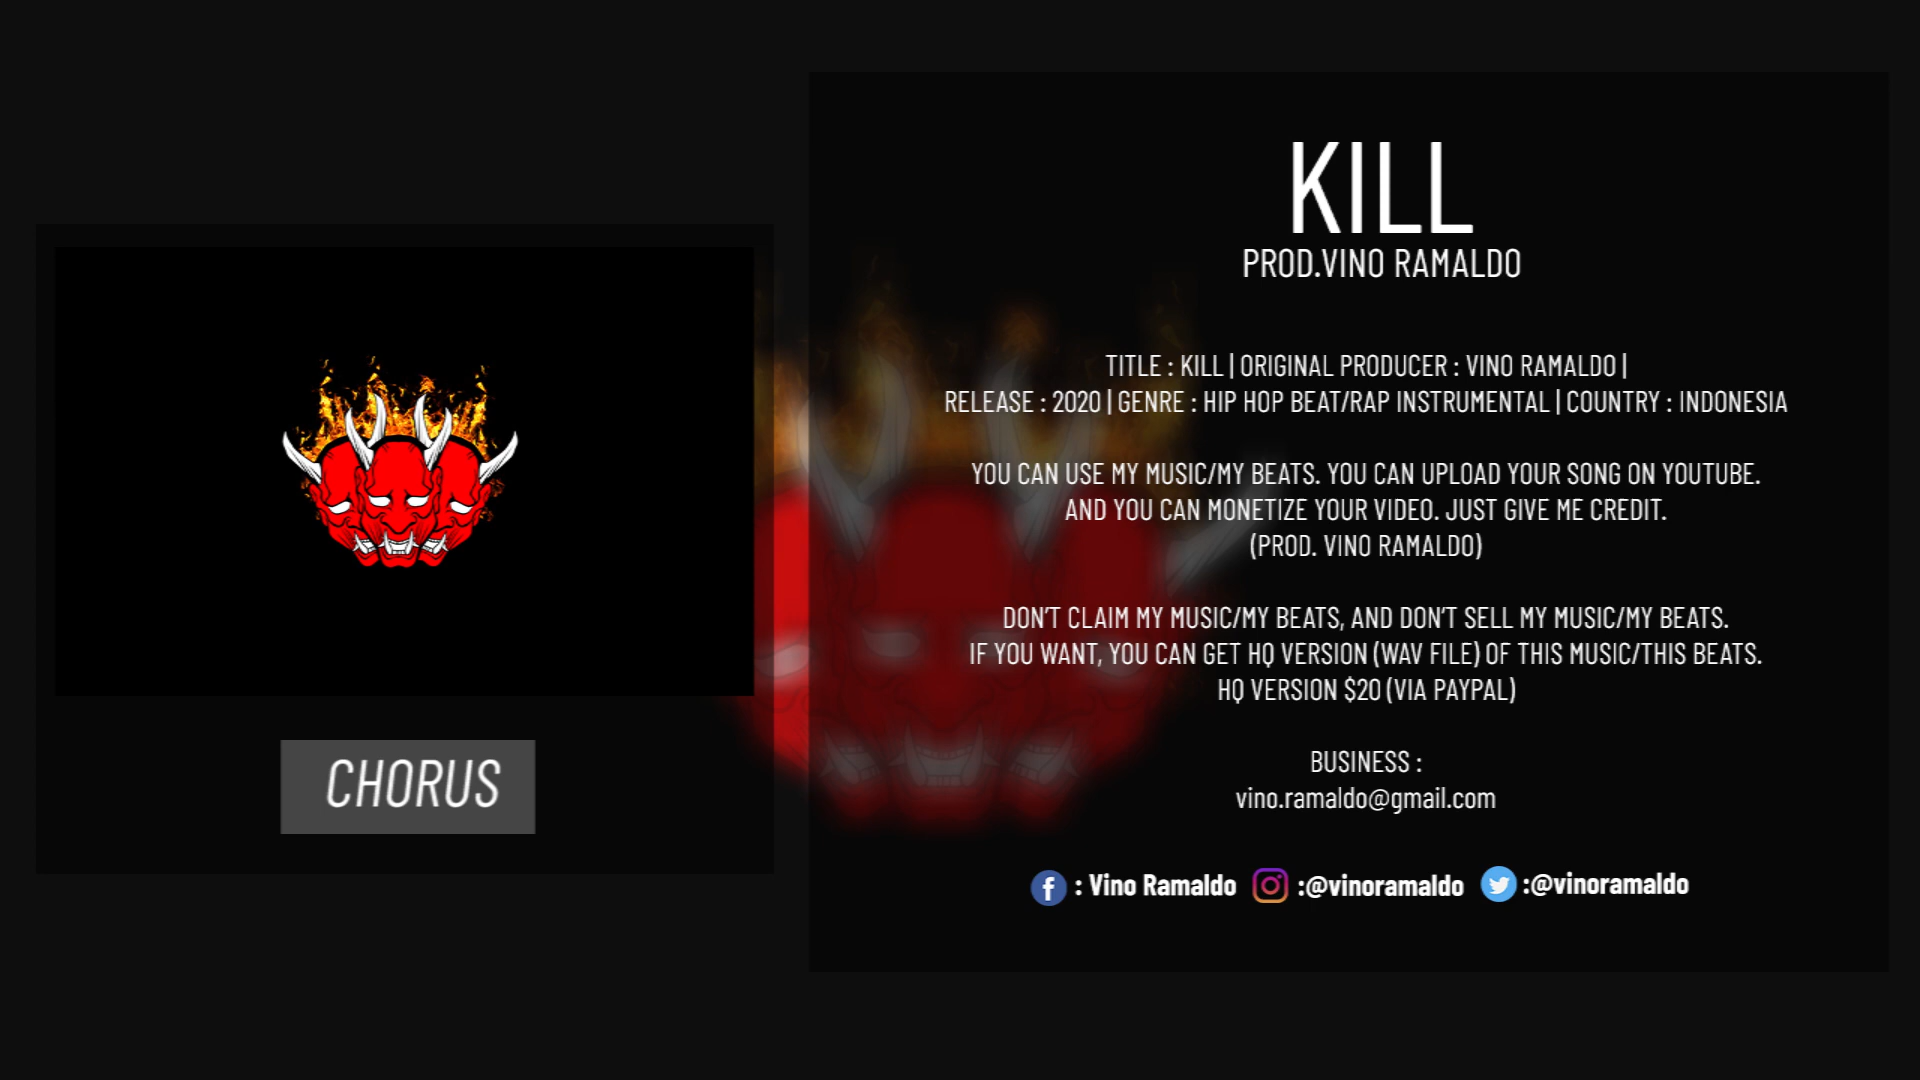 KILL
PROD.VINO RAMALDO
TITLE : KILL | ORIGINAL PRODUCER : VINO RAMALDO |
RELEASE : 2020 | GENRE : HIP HOP BEAT/RAP INSTRUMENTAL | COUNTRY : INDONESIA
YOU CAN USE MY MUSIC/MY BEATS. YOU CAN UPLOAD YOUR SONG ON YOUTUBE.
AND YOU CAN MONETIZE YOUR VIDEO. JUST GIVE ME CREDIT.
(PROD. VINO RAMALDO)
DON'T CLAIM MY MUSIC/MY BEATS, AND DON'T SELL MY MUSIC/MY BEATS.
IF YOU WANT, YOU CAN GET HQ VERSION (WAV FILE) OF THIS MUSIC/THIS BEATS.
HQ VERSION $20 (VIA PAYPAL)
BUSINESS :
vino.ramaldo@gmail.com
: Vino Ramaldo :@vinoramaldo :@vinoramaldo
CHORUS